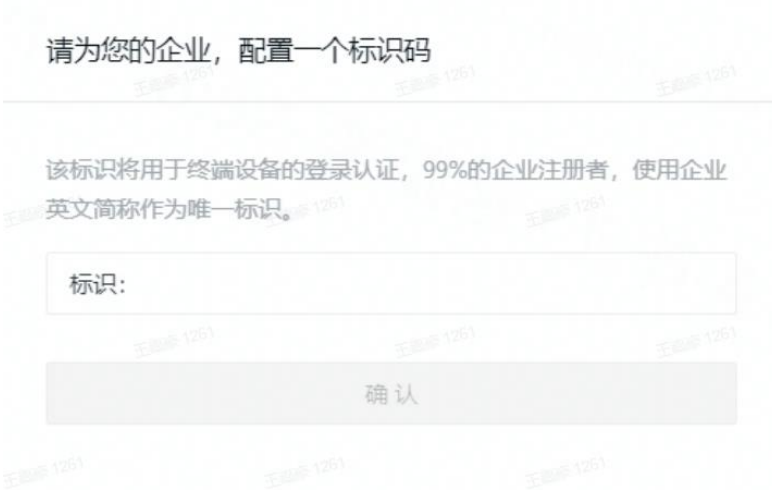 请为您的企业，配置一个标识码
该标识将用于终端设备的登录认证，99%的企业注册者，使用企业
英文简称作为唯一标识。
标识：
确认